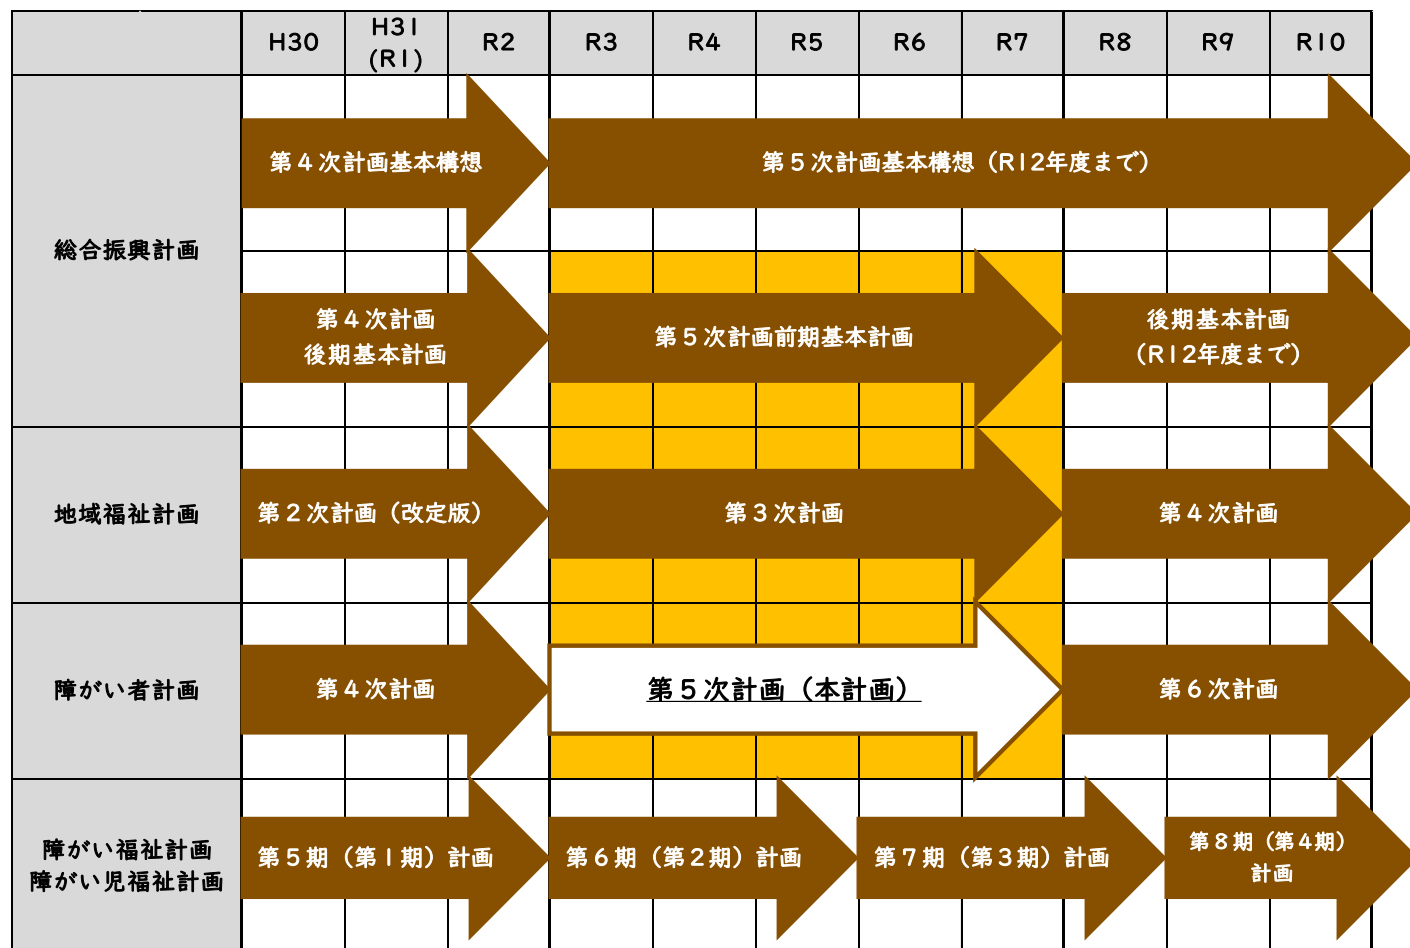 H30
H31
(R1)
R2
R3
R4
R5
R6
R7
R8
R9
R10
総合振興計画
第４次計画基本構想
第５次計画基本構想（R12年度まで）
第４次計画
後期基本計画
第５次計画前期基本計画
後期基本計画
（R12年度まで）
地域福祉計画
第２次計画（改定版）
第３次計画
第４次計画
障がい者計画
第４次計画
第５次計画（本計画）
第６次計画
障がい福祉計画
障がい児福祉計画
第５期（第１期）計画
第６期（第２期）計画
第７期（第３期）計画
第８期（第４期）
計画